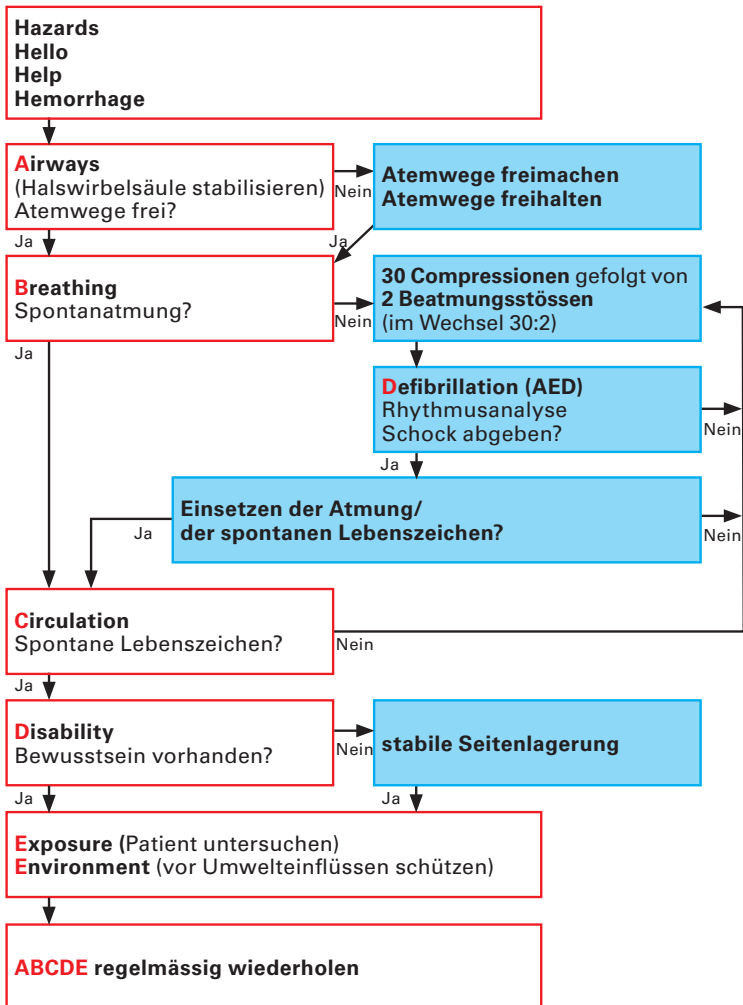 Hazards
Hello
Help
Hemorrhage
Airways
(Halswirbelsäule stabilisieren)
Atemwege frei?
Nein
Atemwege freimachen
Atemwege freihalten
Ja
Ja
Breathing
Spontanatmung?
Nein
30 Compressionen gefolgt von
2 Beatmungsstössen
(im Wechsel 30:2)
Ja
Defibrillation (AED)
Rhythmusanalyse
Schock abgeben?
Nein
Ja
Einsetzen der Atmung/
der spontanen Lebenszeichen?
Ja
Nein
Circulation
Spontane Lebenszeichen?
Nein
Ja
Disability
Bewusstsein vorhanden?
Nein
stabile Seitenlagerung
Ja
Ja
Exposure (Patient untersuchen)
Environment (vor Umwelteinflüssen schützen)
ABCDE regelmässig wiederholen